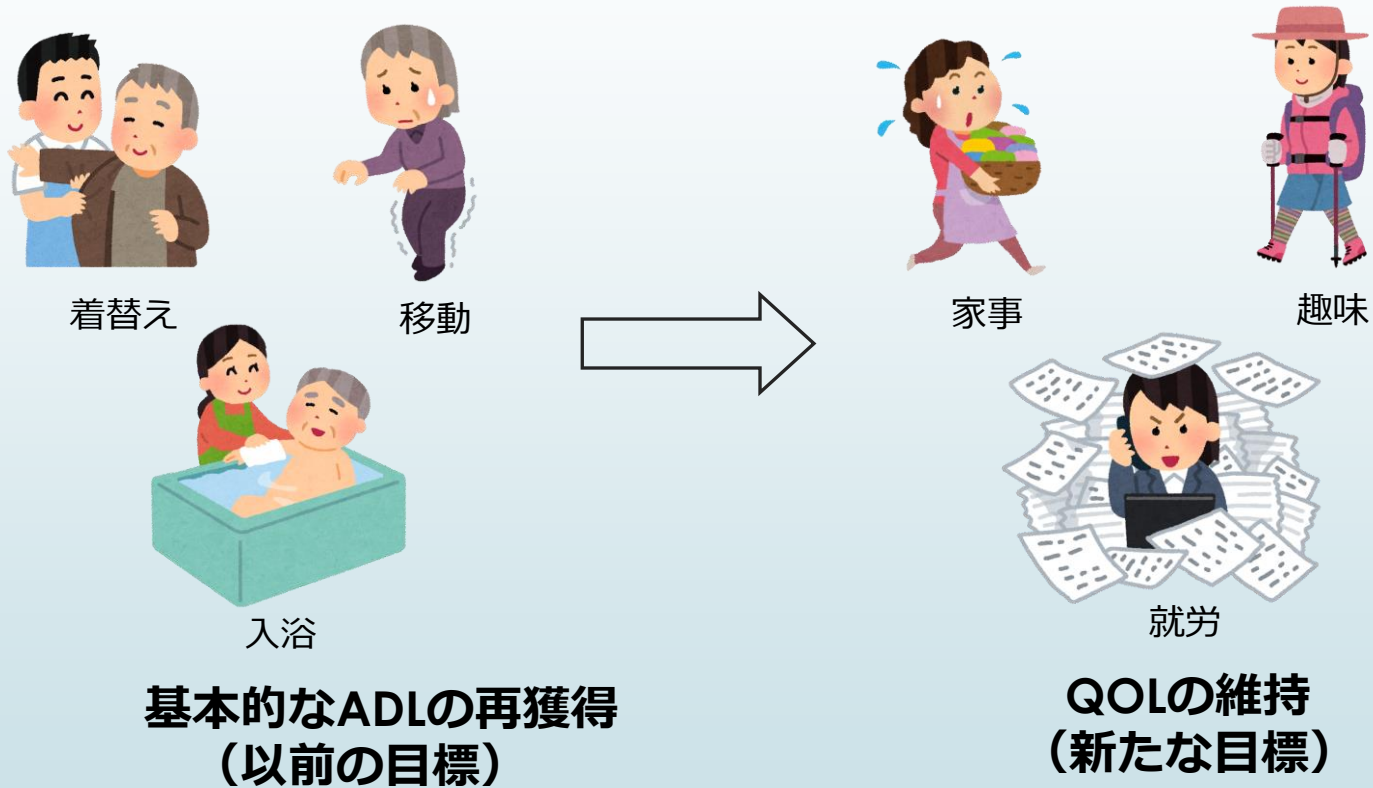 着替え
移動
入浴
基本的なADLの再獲得
（以前の目標）
家事
趣味
就労
QOLの維持
（新たな目標）